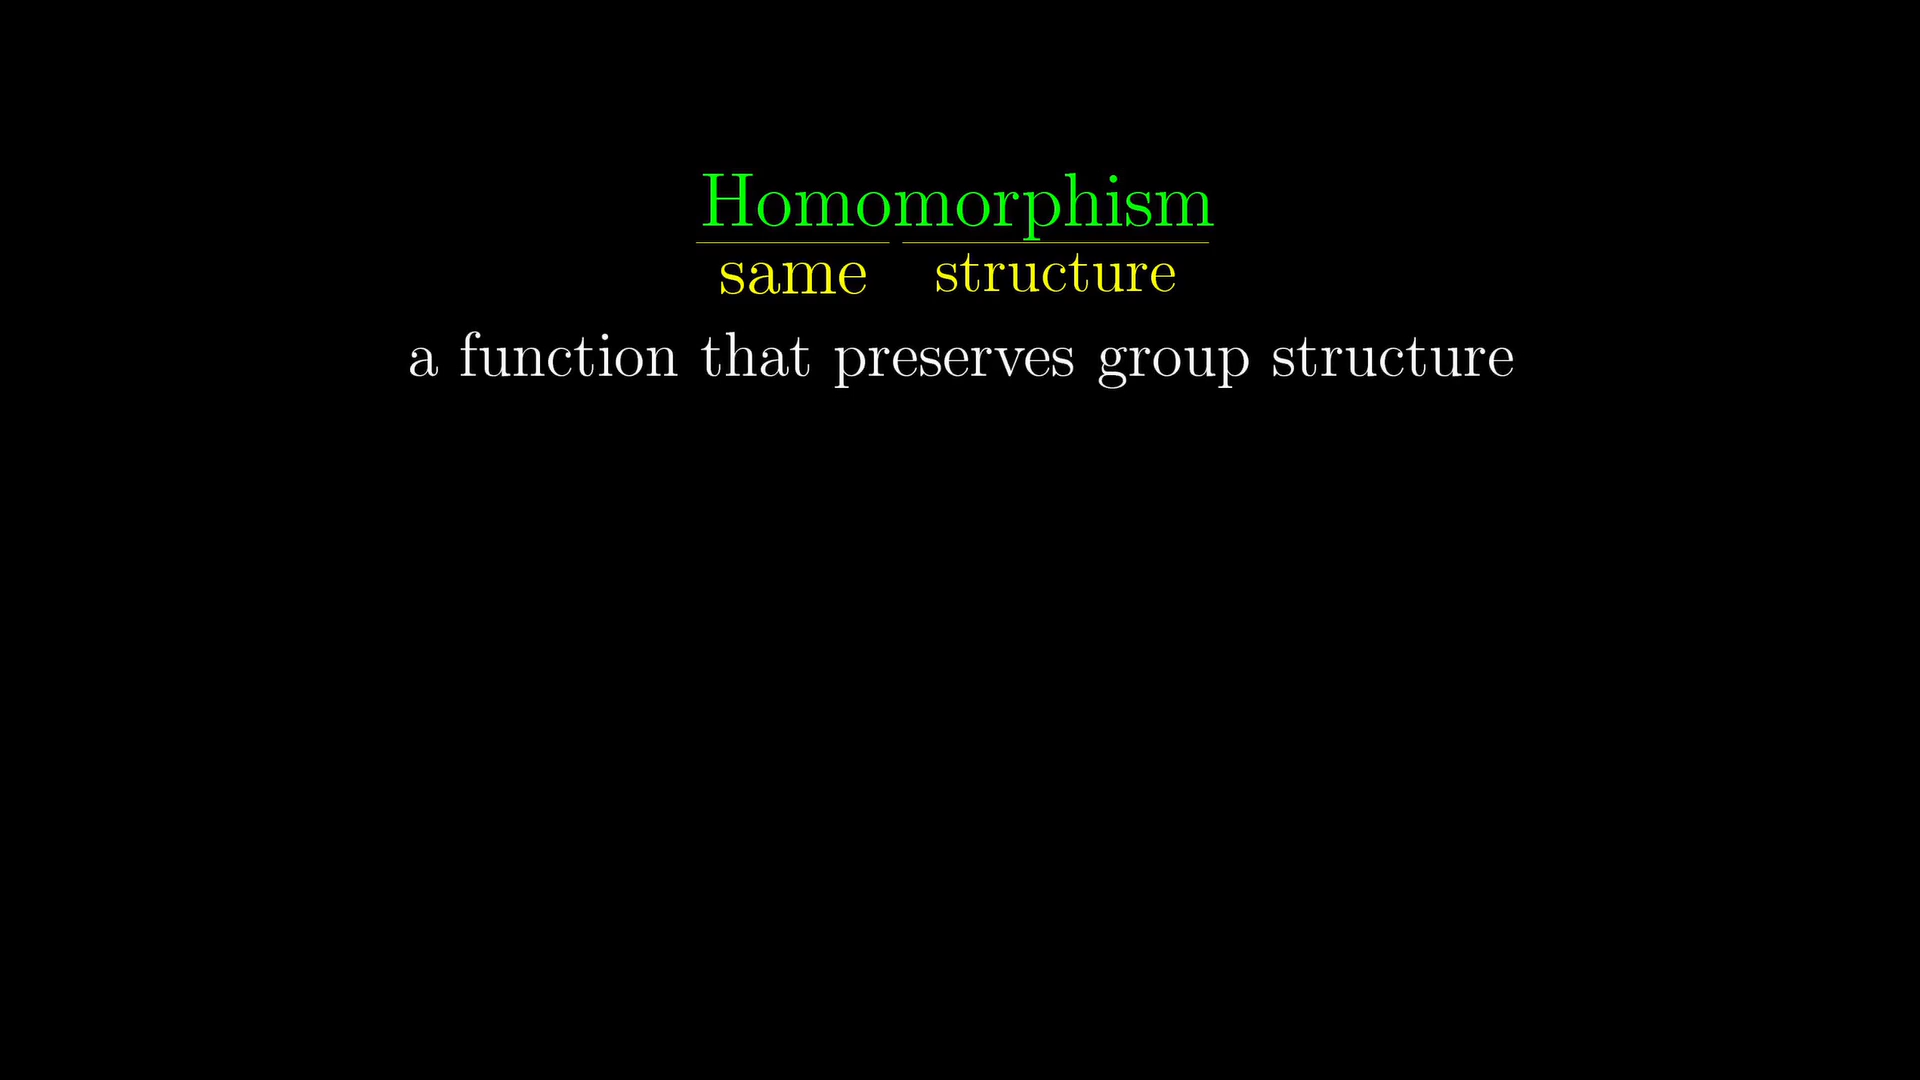 Homomorphism
same structure
a function that preserves group structure